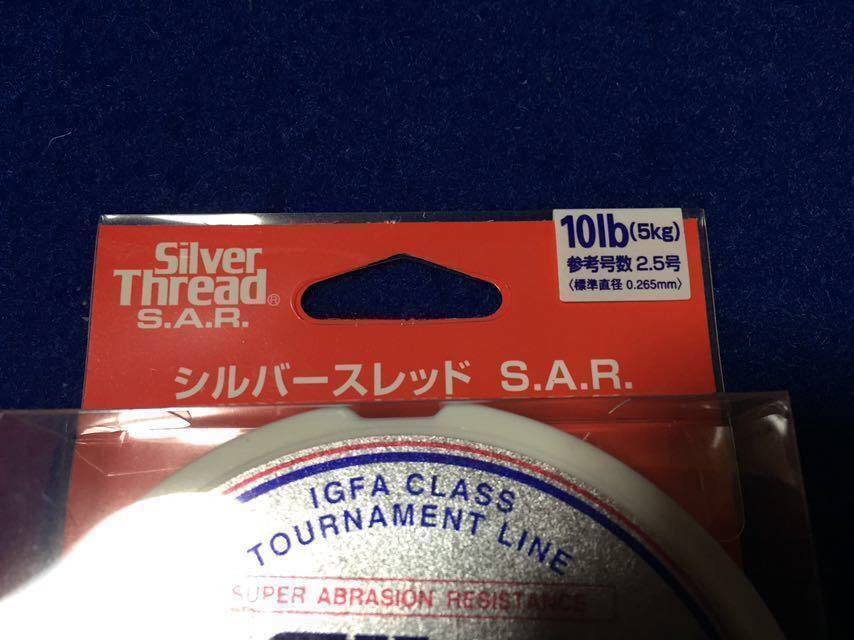 Silver
Thread®
S.A.R.
10lb(5kg)
参考号数 2.5号
〈標準直径 0.265mm〉
シルバースレッド S.A.R.
IGFA CLASS
TOURNAMENT LINE
SUPER ABRASION RESISTANCE